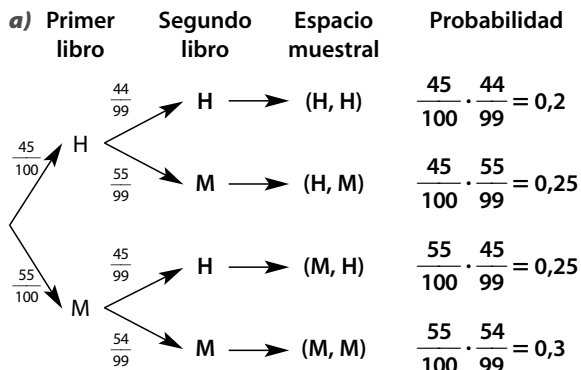 a) Primer libro Segundo libro Espacio muestral Probabilidad
44/99 H (H, H) 45/100 · 44/99 = 0,2
45/100 H
55/99 M (H, M) 45/100 · 55/99 = 0,25
45/99 H (M, H) 55/100 · 45/99 = 0,25
55/100 M
54/99 M (M, M) 55/100 · 54/99 = 0,3